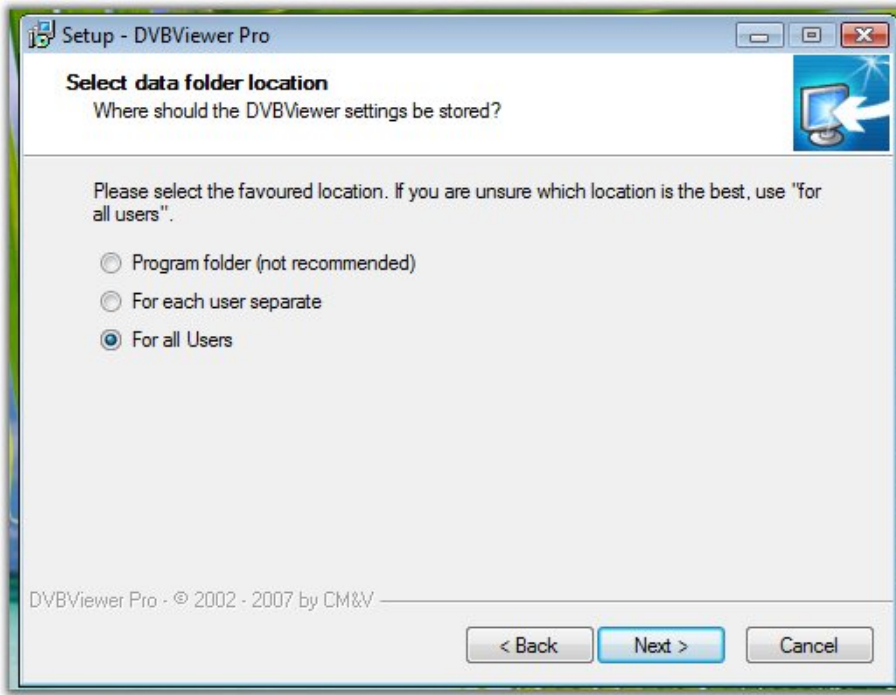 Setup - DVBViewer Pro
Select data folder location
Where should the DVBViewer settings be stored?
Please select the favoured location. If you are unsure which location is the best, use "for
all users".
Program folder (not recommended)
For each user separate
For all Users
DVBViewer Pro - © 2002 - 2007 by CM&V
< Back Next > Cancel